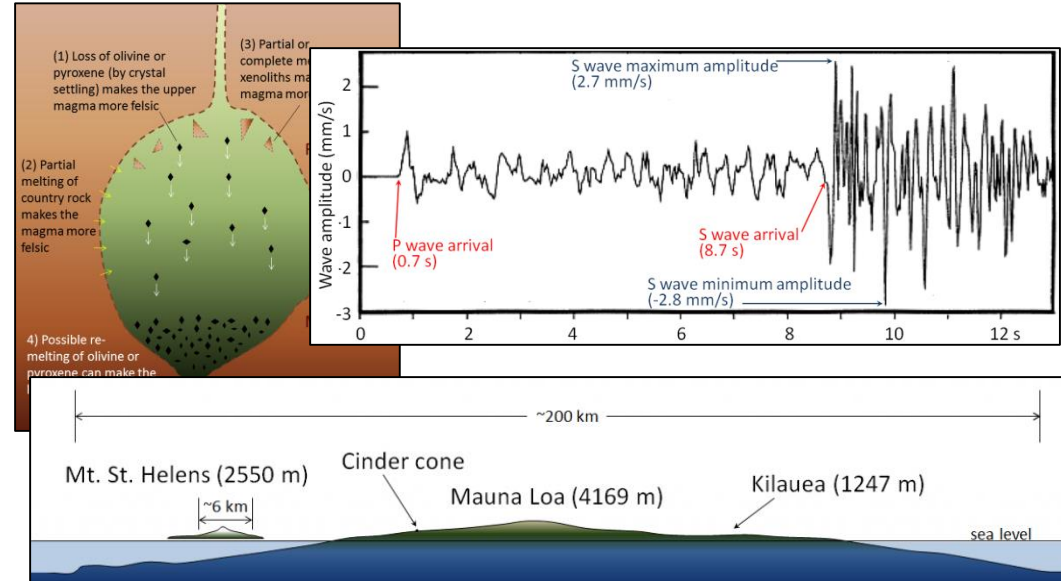 (1) Loss of olivine or
pyroxene (by crystal
settling) makes the upper
magma more felsic
(3) Partial or
complete me
xenoliths ma
magma more
(2) Partial
melting of
country rock
makes the
magma more
felsic
4) Possible re-
melting of olivine or
pyroxene can make the
Wave amplitude (mm/s)
2
1
0
-1
-2
-3
0
2
4
6
8
10
12 s
S wave maximum amplitude
(2.7 mm/s)
P wave arrival
(0.7 s)
S wave arrival
(8.7 s)
S wave minimum amplitude
(-2.8 mm/s)
~200 km
Mt. St. Helens (2550 m)
~6 km
Cinder cone
Mauna Loa (4169 m)
Kilauea (1247 m)
sea level